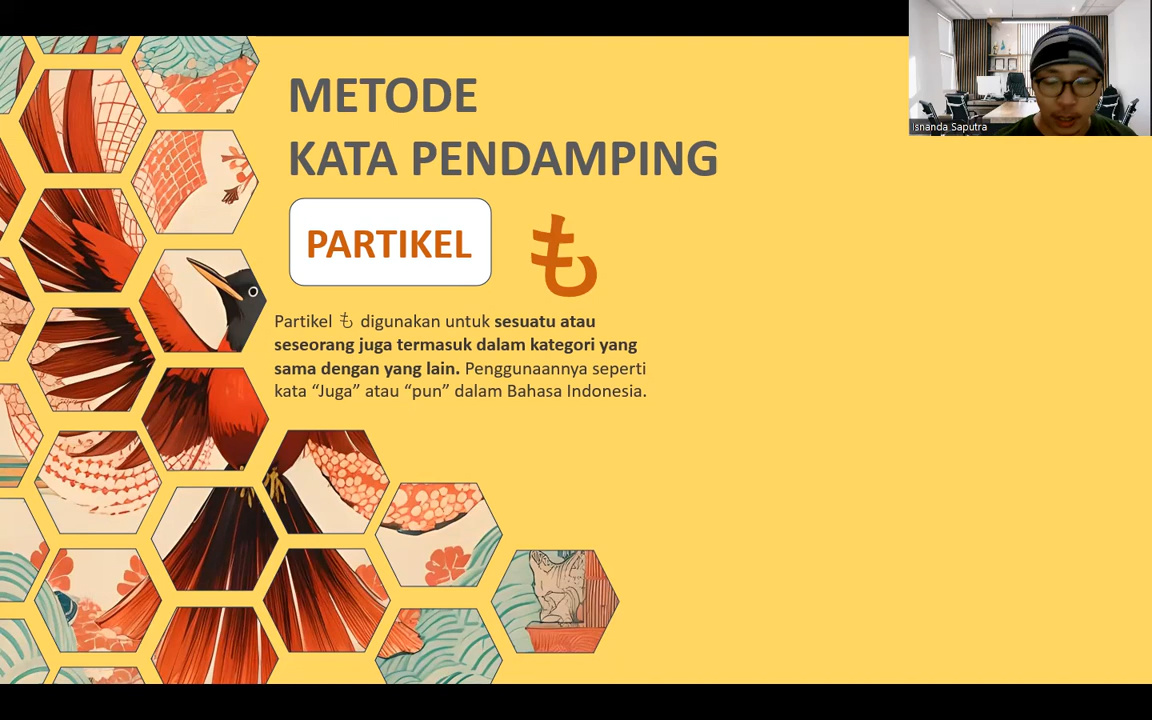 METODE
KATA PENDAMPING
PARTIKEL も
Partikel も digunakan untuk sesuatu atau
seseorang juga termasuk dalam kategori yang
sama dengan yang lain. Penggunaannya seperti
kata “Juga” atau “pun” dalam Bahasa Indonesia.
Isnanda Saputra